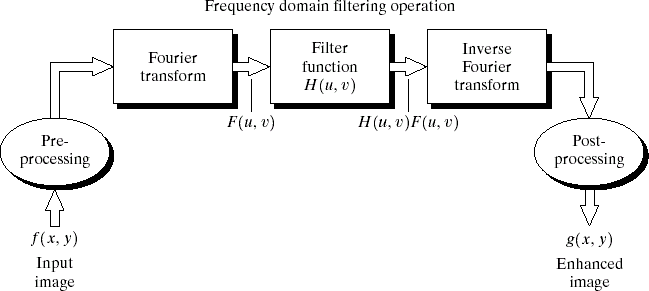 Frequency domain filtering operation
Fourier
transform
Filter
function
H(u, v)
Inverse
Fourier
transform
F(u, v)
H(u, v)F(u, v)
Pre-
processing
Post-
processing
f(x, y)
Input
image
g(x, y)
Enhanced
image